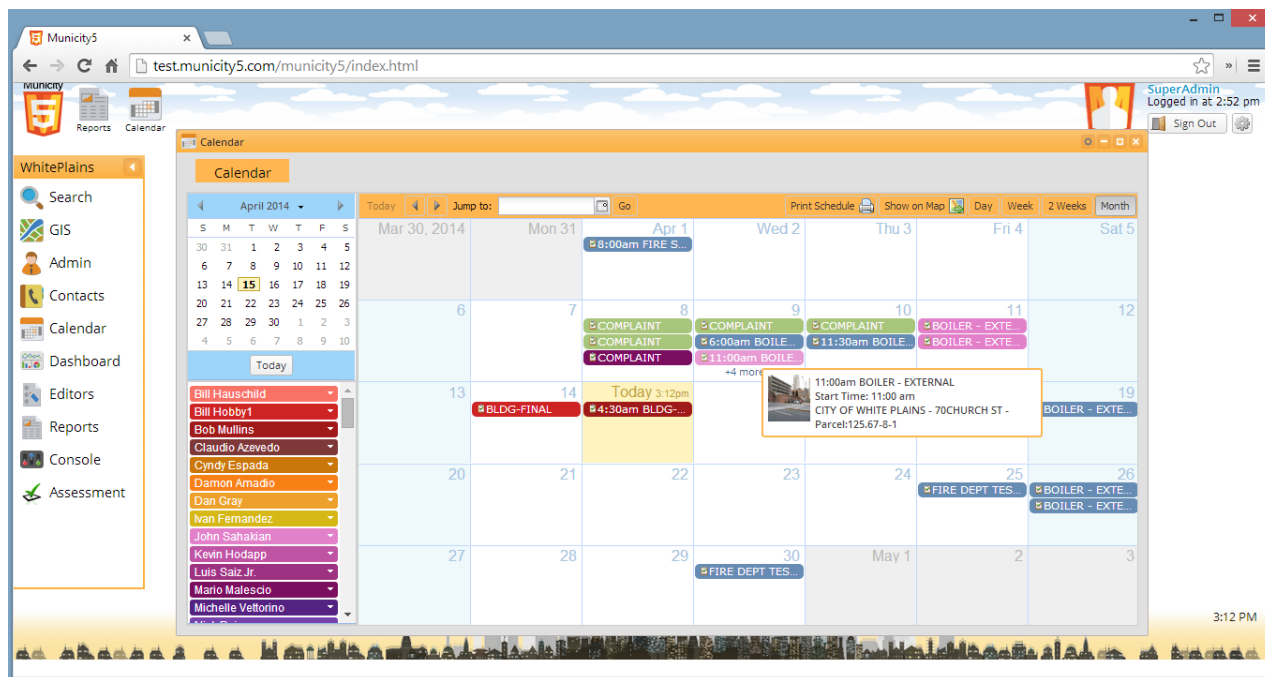 Municity5
test.municity5.com/municity5/index.html
Municity
Reports
Calendar
SuperAdmin
Logged in at 2:52 pm
Sign Out
WhitePlains
Search
GIS
Admin
Contacts
Calendar
Dashboard
Editors
Reports
Console
Assessment
Calendar
Calendar
April 2014
S M T W T F S
30 31 1 2 3 4 5
6 7 8 9 10 11 12
13 14 15 16 17 18 19
20 21 22 23 24 25 26
27 28 29 30 1 2 3
4 5 6 7 8 9 10
Today
Bill Hauschild
Bill Hobby1
Bob Mullins
Claudio Azevedo
Cyndy Espada
Damon Amadio
Dan Gray
Ivan Fernandez
John Sahakian
Kevin Hodapp
Luis Saiz Jr.
Mario Malescio
Michelle Vettorino
Today Jump to: Go Print Schedule Show on Map Day Week 2 Weeks Month
Mar 30, 2014 Mon 31 Apr 1 Wed 2 Thu 3 Fri 4 Sat 5
8:00am FIRE S...
6 7 8 9 10 11 12
COMPLAINT COMPLAINT COMPLAINT BOILER - EXTE...
COMPLAINT 6:00am BOILE... 11:30am BOILE... BOILER - EXTE...
COMPLAINT 11:00am BOILE...
+4 more
11:00am BOILER - EXTERNAL
Start Time: 11:00 am
CITY OF WHITE PLAINS - 70CHURCH ST -
Parcel:125.67-8-1
13 14 Today 3:12pm 19
BLDG-FINAL 4:30am BLDG-... BOILER - EXTE...
20 21 22 23 24 25 26
FIRE DEPT TES... BOILER - EXTE...
BOILER - EXTE...
27 28 29 30 May 1 2 3
FIRE DEPT TES...
3:12 PM